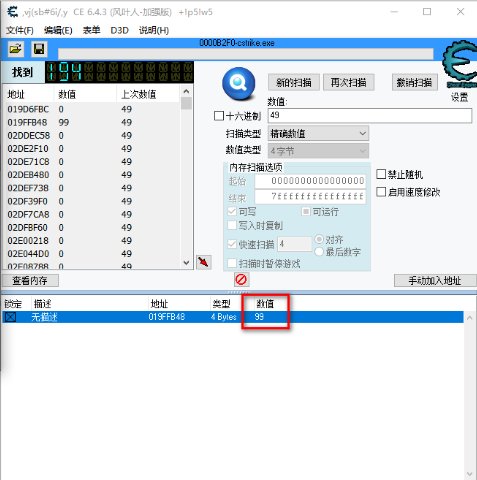 ,vj(sb#6i/,y CE 6.4.3 (风叶人-加强版) +Ip5Iw5
文件(F) 编辑(E) 表单 D3D 说明(H)
0000B2F0-cstrike.exe
找到 194
地址 数值 上次数值
019D6FBC 0 49
019FFB48 99 49
02DDEC58 0 49
02DE2F10 0 49
02DE71C8 0 49
02DEB480 0 49
02DEF738 0 49
02DF39F0 0 49
02DF7CA8 0 49
02DFBF60 0 49
02E00218 0 49
02E044D0 0 49
02E08788 0 49
新的扫描 再次扫描 撤销扫描
设置
数值:
十六进制 49
扫描类型 精确数值
数值类型 4 字节
内存扫描选项
起始 0000000000000000
结束 7fffffffffffffff
可写 可运行
写入时复制
快速扫描 4 对齐
最后数字
扫描时暂停游戏
禁止随机
启用速度修改
查看内存 手动加入地址
锁定 描述 地址 类型 数值
无描述 019FFB48 4 Bytes 99